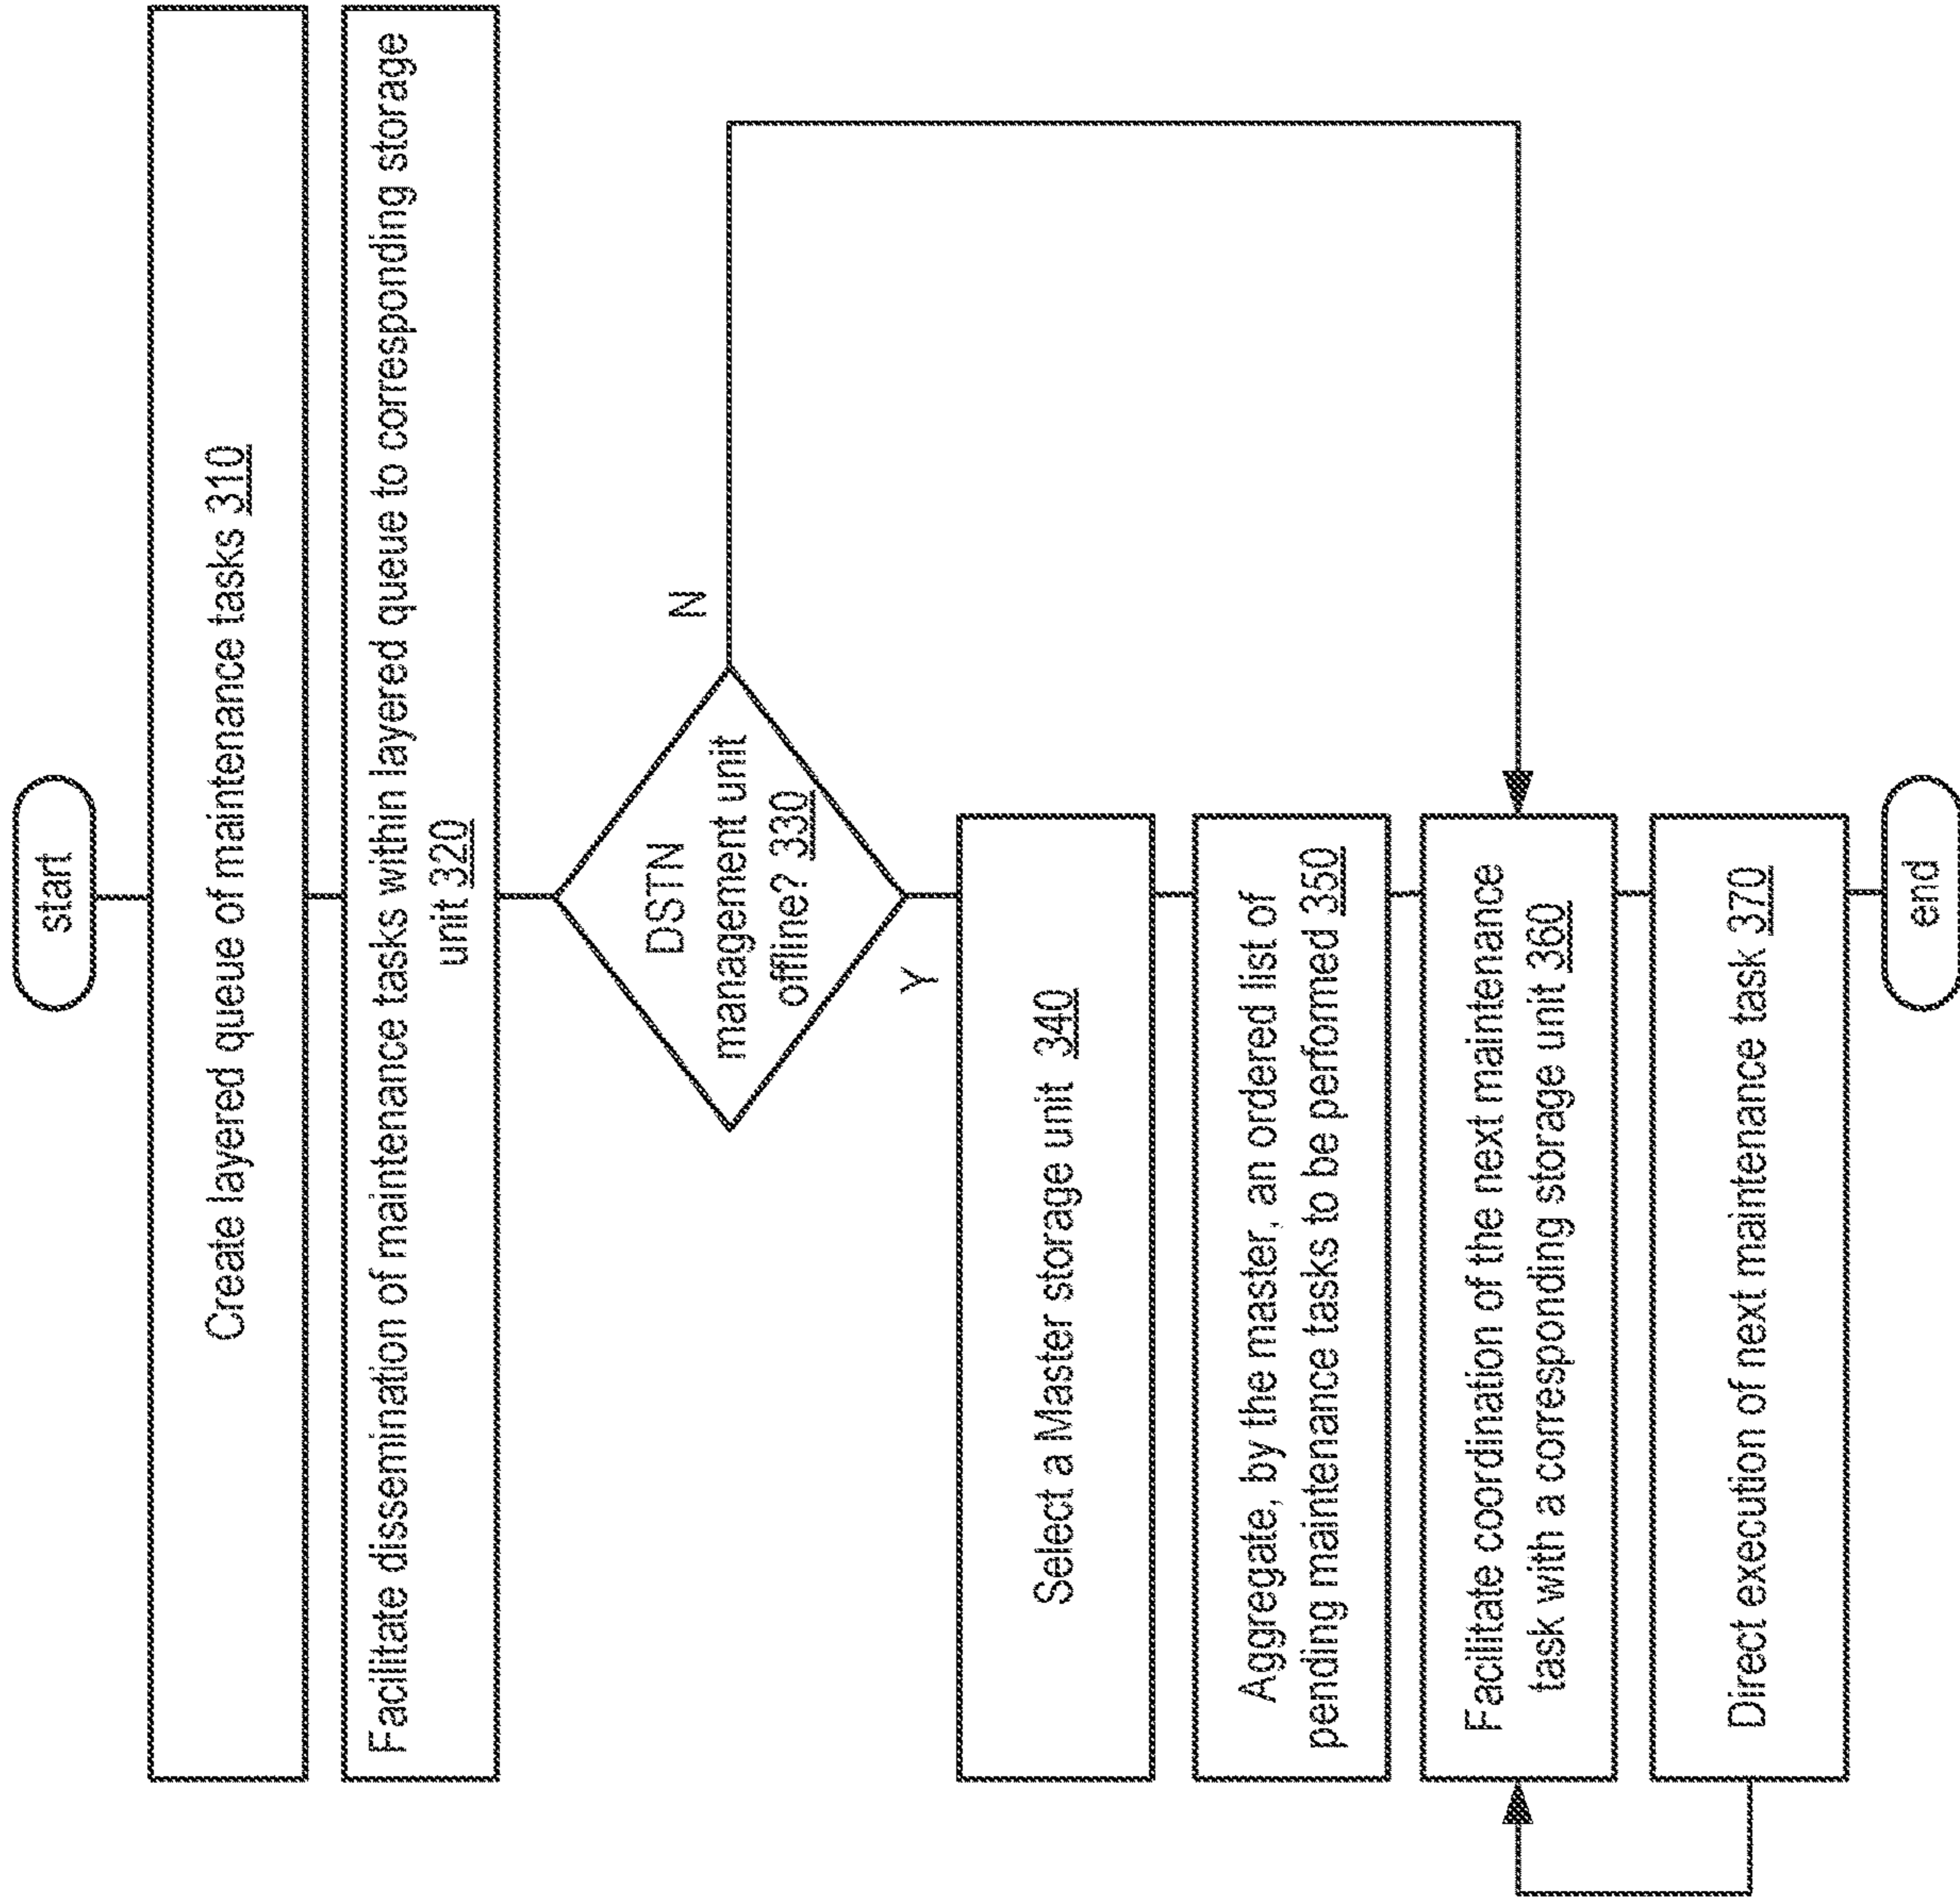 start
Create layered queue of maintenance tasks 310
Facilitate dissemination of maintenance tasks within layered queue to corresponding storage
unit 320
DSTN
management unit
offline? 330
N
Y
Select a Master storage unit 340
Aggregate, by the master, an ordered list of
pending maintenance tasks to be performed 350
Facilitate coordination of the next maintenance
task with a corresponding storage unit 360
Direct execution of next maintenance task 370
end